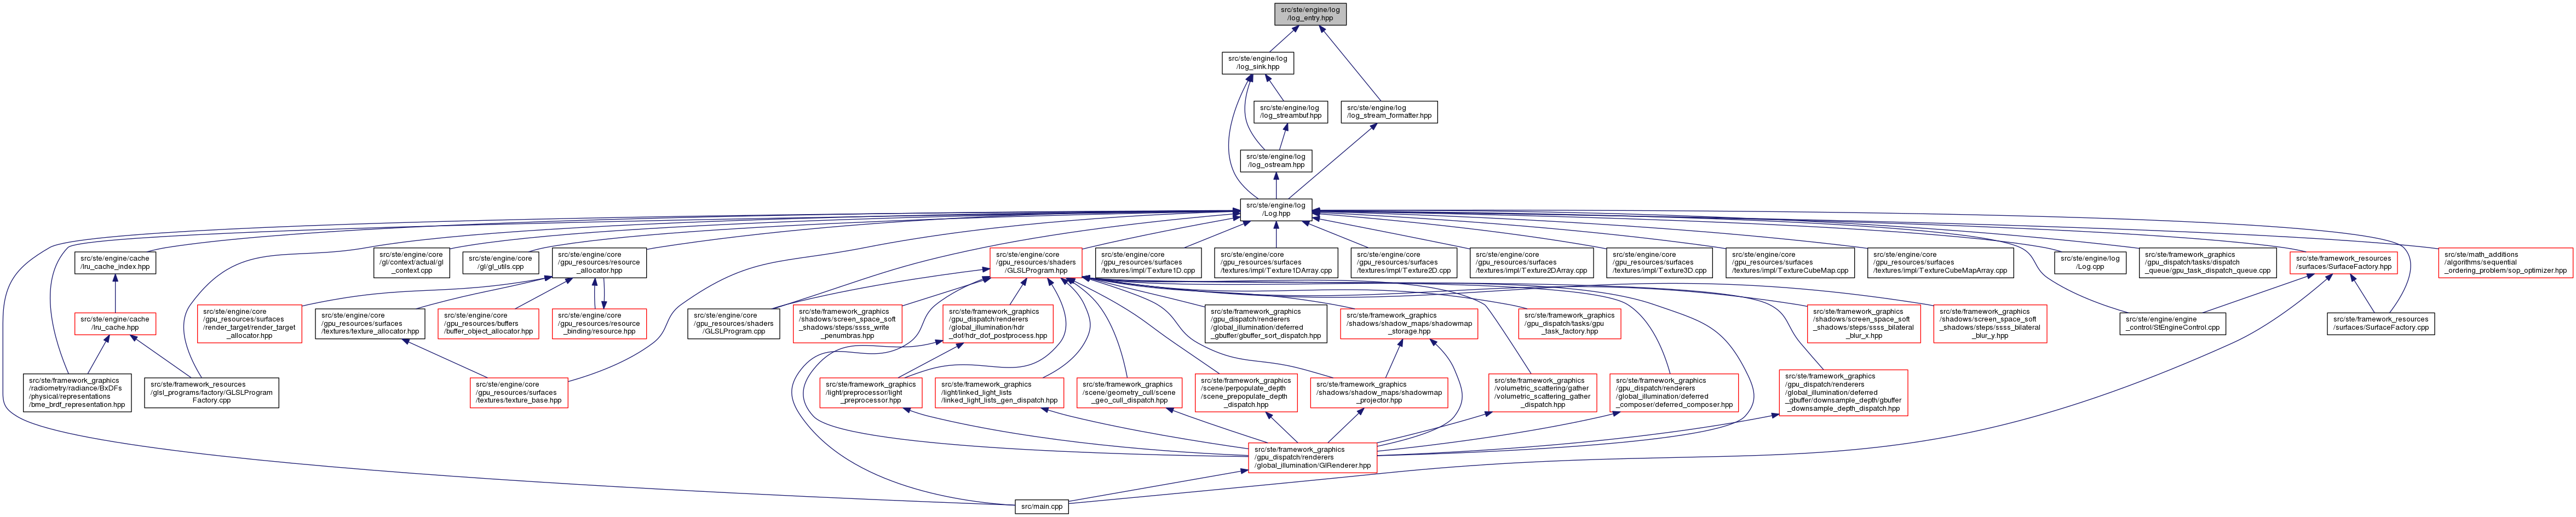 src/ste/engine/log
/log_entry.hpp
src/ste/engine/log
/log_sink.hpp
src/ste/engine/log
/log_streambuf.hpp
src/ste/engine/log
/log_stream_formatter.hpp
src/ste/engine/log
/log_ostream.hpp
src/ste/engine/log
/Log.hpp
src/ste/engine/cache
/lru_cache_index.hpp
src/ste/engine/core
/gl/context/actual/gl
_context.cpp
src/ste/engine/core
/gl/gl_utils.cpp
src/ste/engine/core
/gpu_resources/resource
_allocator.hpp
src/ste/engine/core
/gpu_resources/shaders
/GLSLProgram.hpp
src/ste/engine/core
/gpu_resources/surfaces
/textures/impl/Texture1D.cpp
src/ste/engine/core
/gpu_resources/surfaces
/textures/impl/Texture1DArray.cpp
src/ste/engine/core
/gpu_resources/surfaces
/textures/impl/Texture2D.cpp
src/ste/engine/core
/gpu_resources/surfaces
/textures/impl/Texture2DArray.cpp
src/ste/engine/core
/gpu_resources/surfaces
/textures/impl/Texture3D.cpp
src/ste/engine/core
/gpu_resources/surfaces
/textures/impl/TextureCubeMap.cpp
src/ste/engine/core
/gpu_resources/surfaces
/textures/impl/TextureCubeMapArray.cpp
src/ste/engine/log
/Log.cpp
src/ste/framework_graphics
/gpu_dispatch/tasks/dispatch
_queue/gpu_task_dispatch_queue.cpp
src/ste/framework_resources
/surfaces/SurfaceFactory.hpp
src/ste/math_additions
/algorithms/sequential
_ordering_problem/sop_optimizer.hpp
src/ste/engine/cache
/lru_cache.hpp
src/ste/engine/core
/gpu_resources/surfaces
/render_target/render_target
_allocator.hpp
src/ste/engine/core
/gpu_resources/surfaces
/textures/texture_allocator.hpp
src/ste/engine/core
/gpu_resources/buffers
/buffer_object_allocator.hpp
src/ste/engine/core
/gpu_resources/resource
_binding/resource.hpp
src/ste/engine/core
/gpu_resources/shaders
/GLSLProgram.cpp
src/ste/framework_graphics
/shadows/screen_space_soft
_shadows/steps/ssss_write
_penumbras.hpp
src/ste/framework_graphics
/gpu_dispatch/renderers
/global_illumination/hdr
_dof/hdr_dof_postprocess.hpp
src/ste/framework_graphics
/gpu_dispatch/renderers
/global_illumination/deferred
_gbuffer/gbuffer_sort_dispatch.hpp
src/ste/framework_graphics
/shadows/shadow_maps/shadowmap
_storage.hpp
src/ste/framework_graphics
/gpu_dispatch/tasks/gpu
_task_factory.hpp
src/ste/framework_graphics
/shadows/screen_space_soft
_shadows/steps/ssss_bilateral
_blur_x.hpp
src/ste/framework_graphics
/shadows/screen_space_soft
_shadows/steps/ssss_bilateral
_blur_y.hpp
src/ste/engine/engine
_control/StEngineControl.cpp
src/ste/framework_resources
/surfaces/SurfaceFactory.cpp
src/ste/framework_graphics
/radiometry/radiance/BxDFs
/physical/representations
/bme_brdf_representation.hpp
src/ste/framework_resources
/glsl_programs/factory/GLSLProgram
Factory.cpp
src/ste/engine/core
/gpu_resources/surfaces
/textures/texture_base.hpp
src/ste/framework_graphics
/light/preprocessor/light
_preprocessor.hpp
src/ste/framework_graphics
/light/linked_light_lists
/linked_light_lists_gen_dispatch.hpp
src/ste/framework_graphics
/scene/geometry_cull/scene
_geo_cull_dispatch.hpp
src/ste/framework_graphics
/scene/perpopulate_depth
/scene_prepopulate_depth
_dispatch.hpp
src/ste/framework_graphics
/shadows/shadow_maps/shadowmap
_projector.hpp
src/ste/framework_graphics
/volumetric_scattering/gather
/volumetric_scattering_gather
_dispatch.hpp
src/ste/framework_graphics
/gpu_dispatch/renderers
/global_illumination/deferred
_composer/deferred_composer.hpp
src/ste/framework_graphics
/gpu_dispatch/renderers
/global_illumination/deferred
_gbuffer/downsample_depth/gbuffer
_downsample_depth_dispatch.hpp
src/ste/framework_graphics
/gpu_dispatch/renderers
/global_illumination/GIRenderer.hpp
src/main.cpp